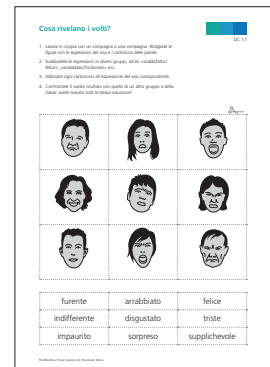 Cosa rivelano i volti?
DC 1.1
1. Lavora in coppia con un compagno o una compagna. Ritagliate le
figure con le espressioni del viso e i cartoncini delle parole.
2. Suddividete le espressioni in diversi gruppi, ad es. «soddisfatto/
felice», «arrabbiato/furibondo» ecc.
3. Abbinate ogni cartoncino all'espressione del viso corrispondente.
4. Confrontate il vostro risultato con quello di un altro gruppo o della
classe: avete trovato tutti la stessa soluzione?
furente arrabbiato felice
indifferente disgustato triste
impaurito sorpreso supplichevole